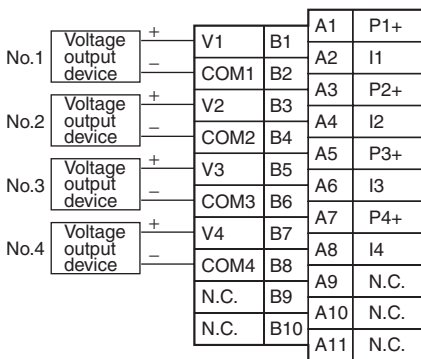 A1 P1+
No.1 Voltage output device + V1 B1
A2 I1
– COM1 B2
A3 P2+
No.2 Voltage output device + V2 B3
A4 I2
– COM2 B4
A5 P3+
No.3 Voltage output device + V3 B5
A6 I3
– COM3 B6
A7 P4+
No.4 Voltage output device + V4 B7
A8 I4
– COM4 B8
A9 N.C.
N.C. B9
A10 N.C.
N.C. B10
A11 N.C.